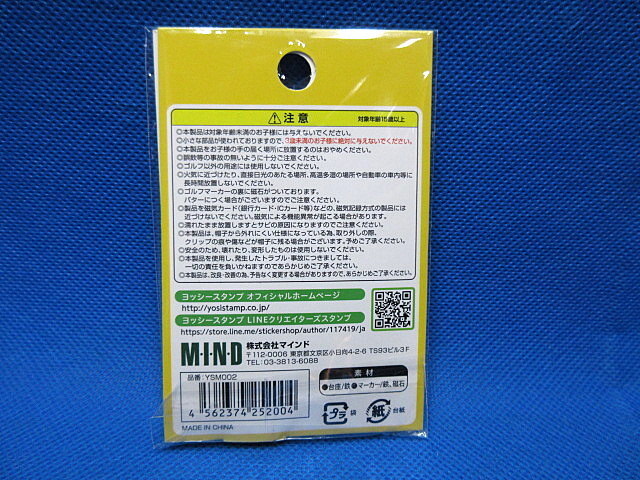 ⚠注意 対象年齢15歳以上
◎本製品は対象年齢未満のお子様には与えないでください。
◎小さな部品が使われておりますので、3歳未満のお子様に絶対に与えないでください。
◎本製品をお子様の手の届く場所に放置するのはおやめください。
◎誤飲等の事故の無いように十分ご注意ください。
◎ゴルフ以外の用途には使用しないでください。
◎火気に近づけたり、直接日光のあたる場所、高温多湿の場所や自動車の車内等に
長時間放置しないでください。
◎ゴルフマーカーの裏に磁石がついております。
パターにつく場合がございますのでご注意ください。
◎製品を磁気カード(銀行カード・ICカード等)などの、磁気記録方式の製品には
近づけないでください。磁気による機能異常が起こる場合があります。
◎濡れたまま放置しますとサビの原因になりますのでご注意ください。
◎本製品は、帽子から外れにくい仕様になっている為、取り外しの際、
クリップの痕や傷などが帽子に残る場合がございます。予めご了承ください。
◎安全のため、壊れたり、変形したものは使用しないでください。
◎本製品を使用し、発生したトラブル・事故につきましては、
一切の責任を負いかねますのであらかじめご了承ください。
◎本製品は、改良・改善の為、予告なく変更する場合がありますので、あらかじめご了承ください。
ヨッシースタンプ オフィシャルホームページ
http://yosistamp.co.jp/
ヨッシースタンプ LINEクリエイターズスタンプ
https://store.line.me/stickershop/author/117419/ja
M·I·N·D 株式会社マインド
〒112-0006 東京都文京区小日向4-2-6 TS93ビル3F
TEL:03-3813-6088
品番: YSM002
4 562374 252004
MADE IN CHINA
素材
●台座/鉄 ●マーカー/鉄、磁石
プラ 袋
紙 台紙